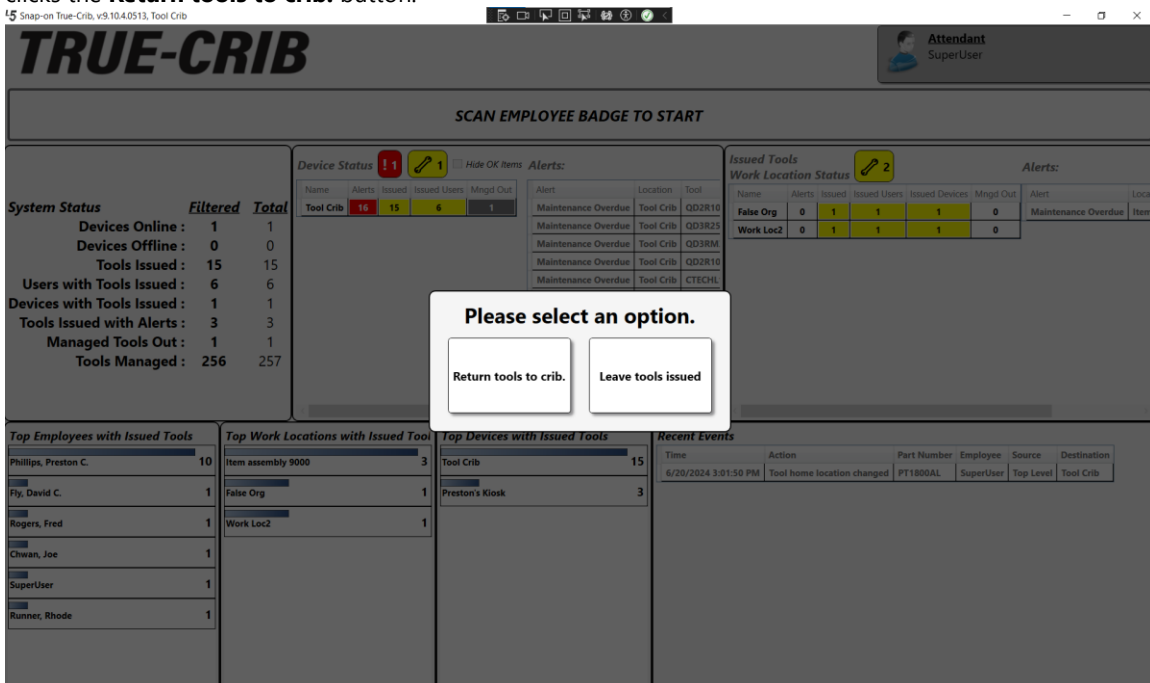 clicks the Return tools to crib. button.
Snap-on True-Crib, v:9.10.4.0513, Tool Crib
TRUE-CRIB
Attendant
SuperUser
SCAN EMPLOYEE BADGE TO START
System Status Filtered Total
Devices Online : 1 1
Devices Offline : 0 0
Tools Issued : 15 15
Users with Tools Issued : 6 6
Devices with Tools Issued : 1 1
Tools Issued with Alerts : 3 3
Managed Tools Out : 1 1
Tools Managed : 256 257
Device Status ! 1 1 Hide OK Items
Name Alerts Issued Issued Users Mngd Out
Tool Crib 16 15 6 1
Alerts:
Alert Location Tool
Maintenance Overdue Tool Crib QD2R10
Maintenance Overdue Tool Crib QD3R25
Maintenance Overdue Tool Crib QD3RM
Maintenance Overdue Tool Crib QD2R10
Maintenance Overdue Tool Crib CTECHL
Issued Tools
Work Location Status 2
Name Alerts Issued Issued Users Issued Devices Mngd Out
False Org 0 1 1 1 0
Work Loc2 0 1 1 1 0
Alerts:
Alert Loca
Maintenance Overdue Item
Please select an option.
Return tools to crib. Leave tools issued
Top Employees with Issued Tools
Phillips, Preston C. 10
Fly, David C. 1
Rogers, Fred 1
Chwan, Joe 1
SuperUser 1
Runner, Rhode 1
Top Work Locations with Issued Tool
Item assembly 9000 3
False Org 1
Work Loc2 1
Top Devices with Issued Tools
Tool Crib 15
Preston's Kiosk 3
Recent Events
Time Action Part Number Employee Source Destination
6/20/2024 3:01:50 PM Tool home location changed PT1800AL SuperUser Top Level Tool Crib